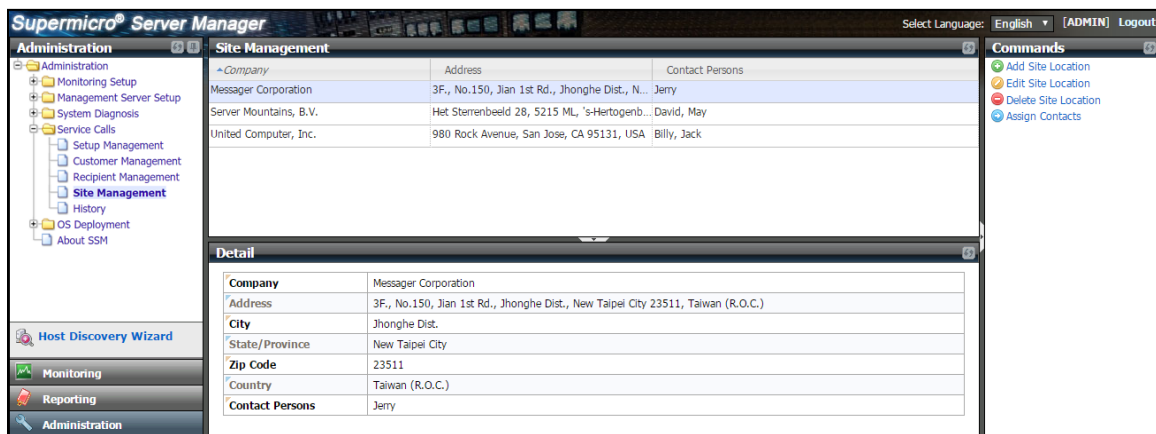 Supermicro® Server Manager
Select Language: English [ADMIN] Logout
Administration
Administration
Monitoring Setup
Management Server Setup
System Diagnosis
Service Calls
Setup Management
Customer Management
Recipient Management
Site Management
History
OS Deployment
About SSM
Host Discovery Wizard
Monitoring
Reporting
Administration
Site Management
Company Address Contact Persons
Messager Corporation 3F., No.150, Jian 1st Rd., Jhonghe Dist., N... Jerry
Server Mountains, B.V. Het Sterrenbeeld 28, 5215 ML, 's-Hertogenb... David, May
United Computer, Inc. 980 Rock Avenue, San Jose, CA 95131, USA Billy, Jack
Detail
Company Messager Corporation
Address 3F., No.150, Jian 1st Rd., Jhonghe Dist., New Taipei City 23511, Taiwan (R.O.C.)
City Jhonghe Dist.
State/Province New Taipei City
Zip Code 23511
Country Taiwan (R.O.C.)
Contact Persons Jerry
Commands
Add Site Location
Edit Site Location
Delete Site Location
Assign Contacts